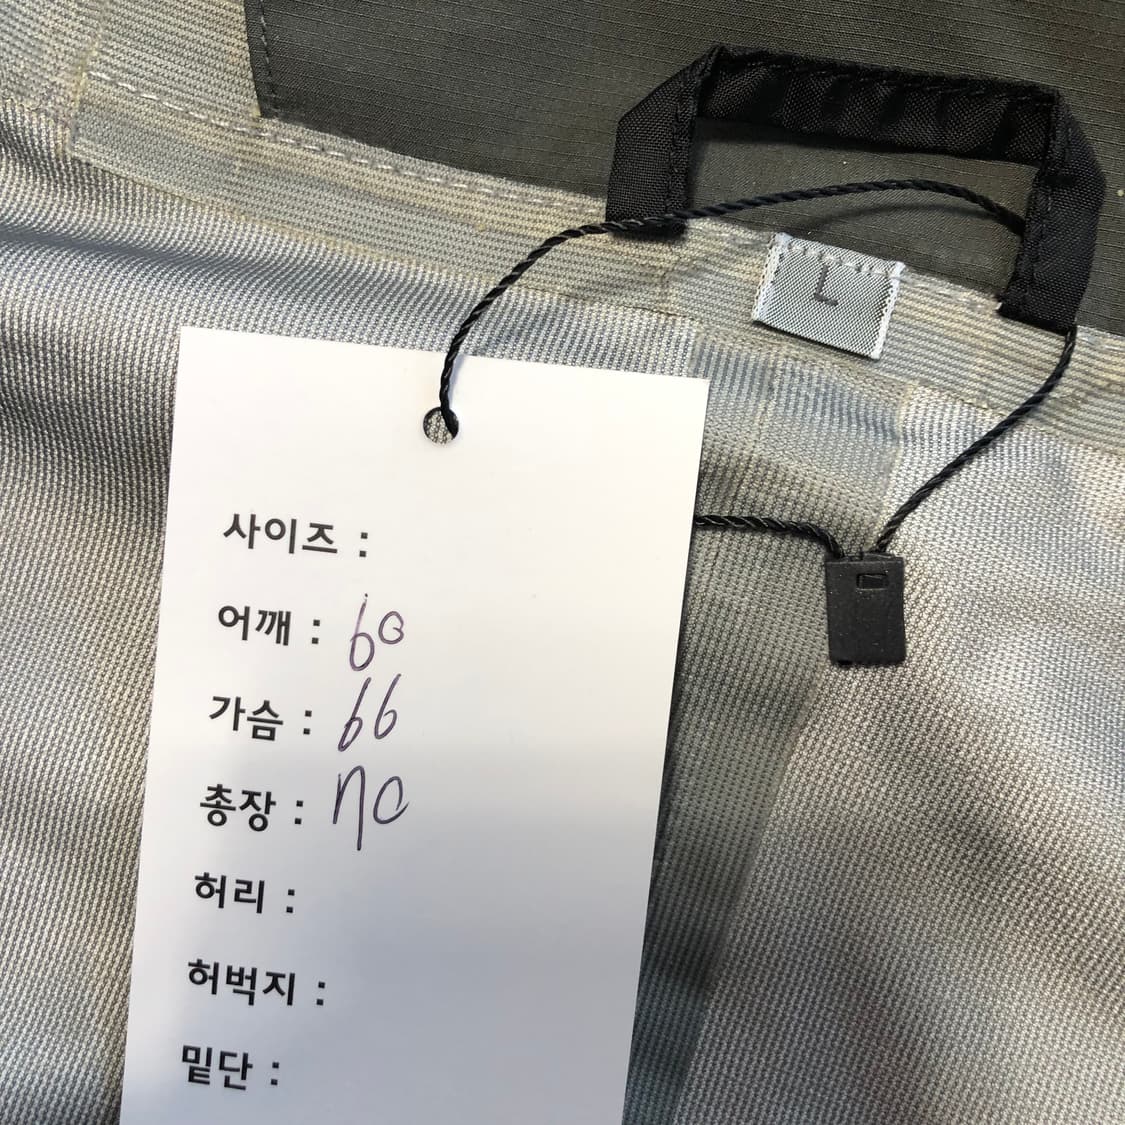 L
사이즈 :
어깨 : 60
가슴 : 66
총장 : 70
허리 :
허벅지 :
밑단 :